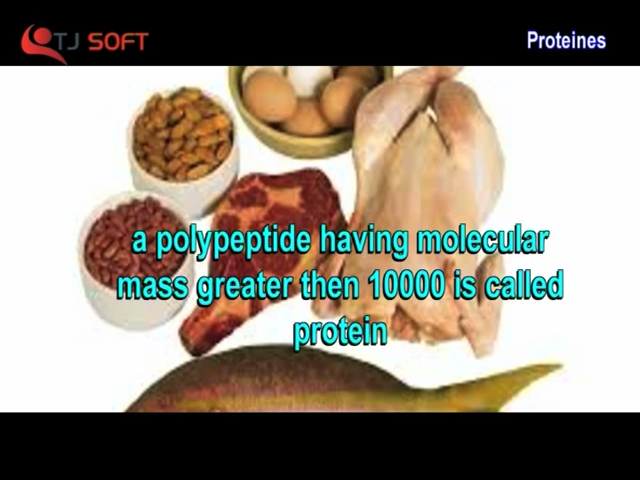 TJ SOFT
Proteines
a polypeptide having molecular
mass greater then 10000 is called
protein